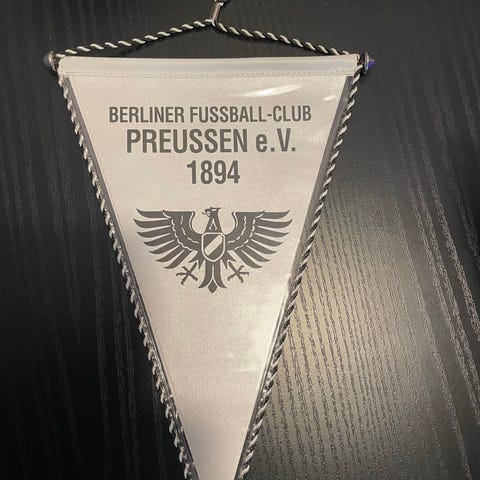 BERLINER FUSSBALL-CLUB
PREUSSEN e.V.
1894